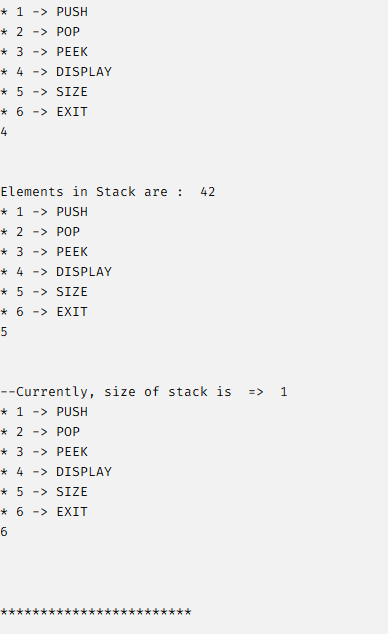 * 1 -> PUSH
* 2 -> POP
* 3 -> PEEK
* 4 -> DISPLAY
* 5 -> SIZE
* 6 -> EXIT
4
Elements in Stack are :  42
* 1 -> PUSH
* 2 -> POP
* 3 -> PEEK
* 4 -> DISPLAY
* 5 -> SIZE
* 6 -> EXIT
5
--Currently, size of stack is  =>  1
* 1 -> PUSH
* 2 -> POP
* 3 -> PEEK
* 4 -> DISPLAY
* 5 -> SIZE
* 6 -> EXIT
6
************************